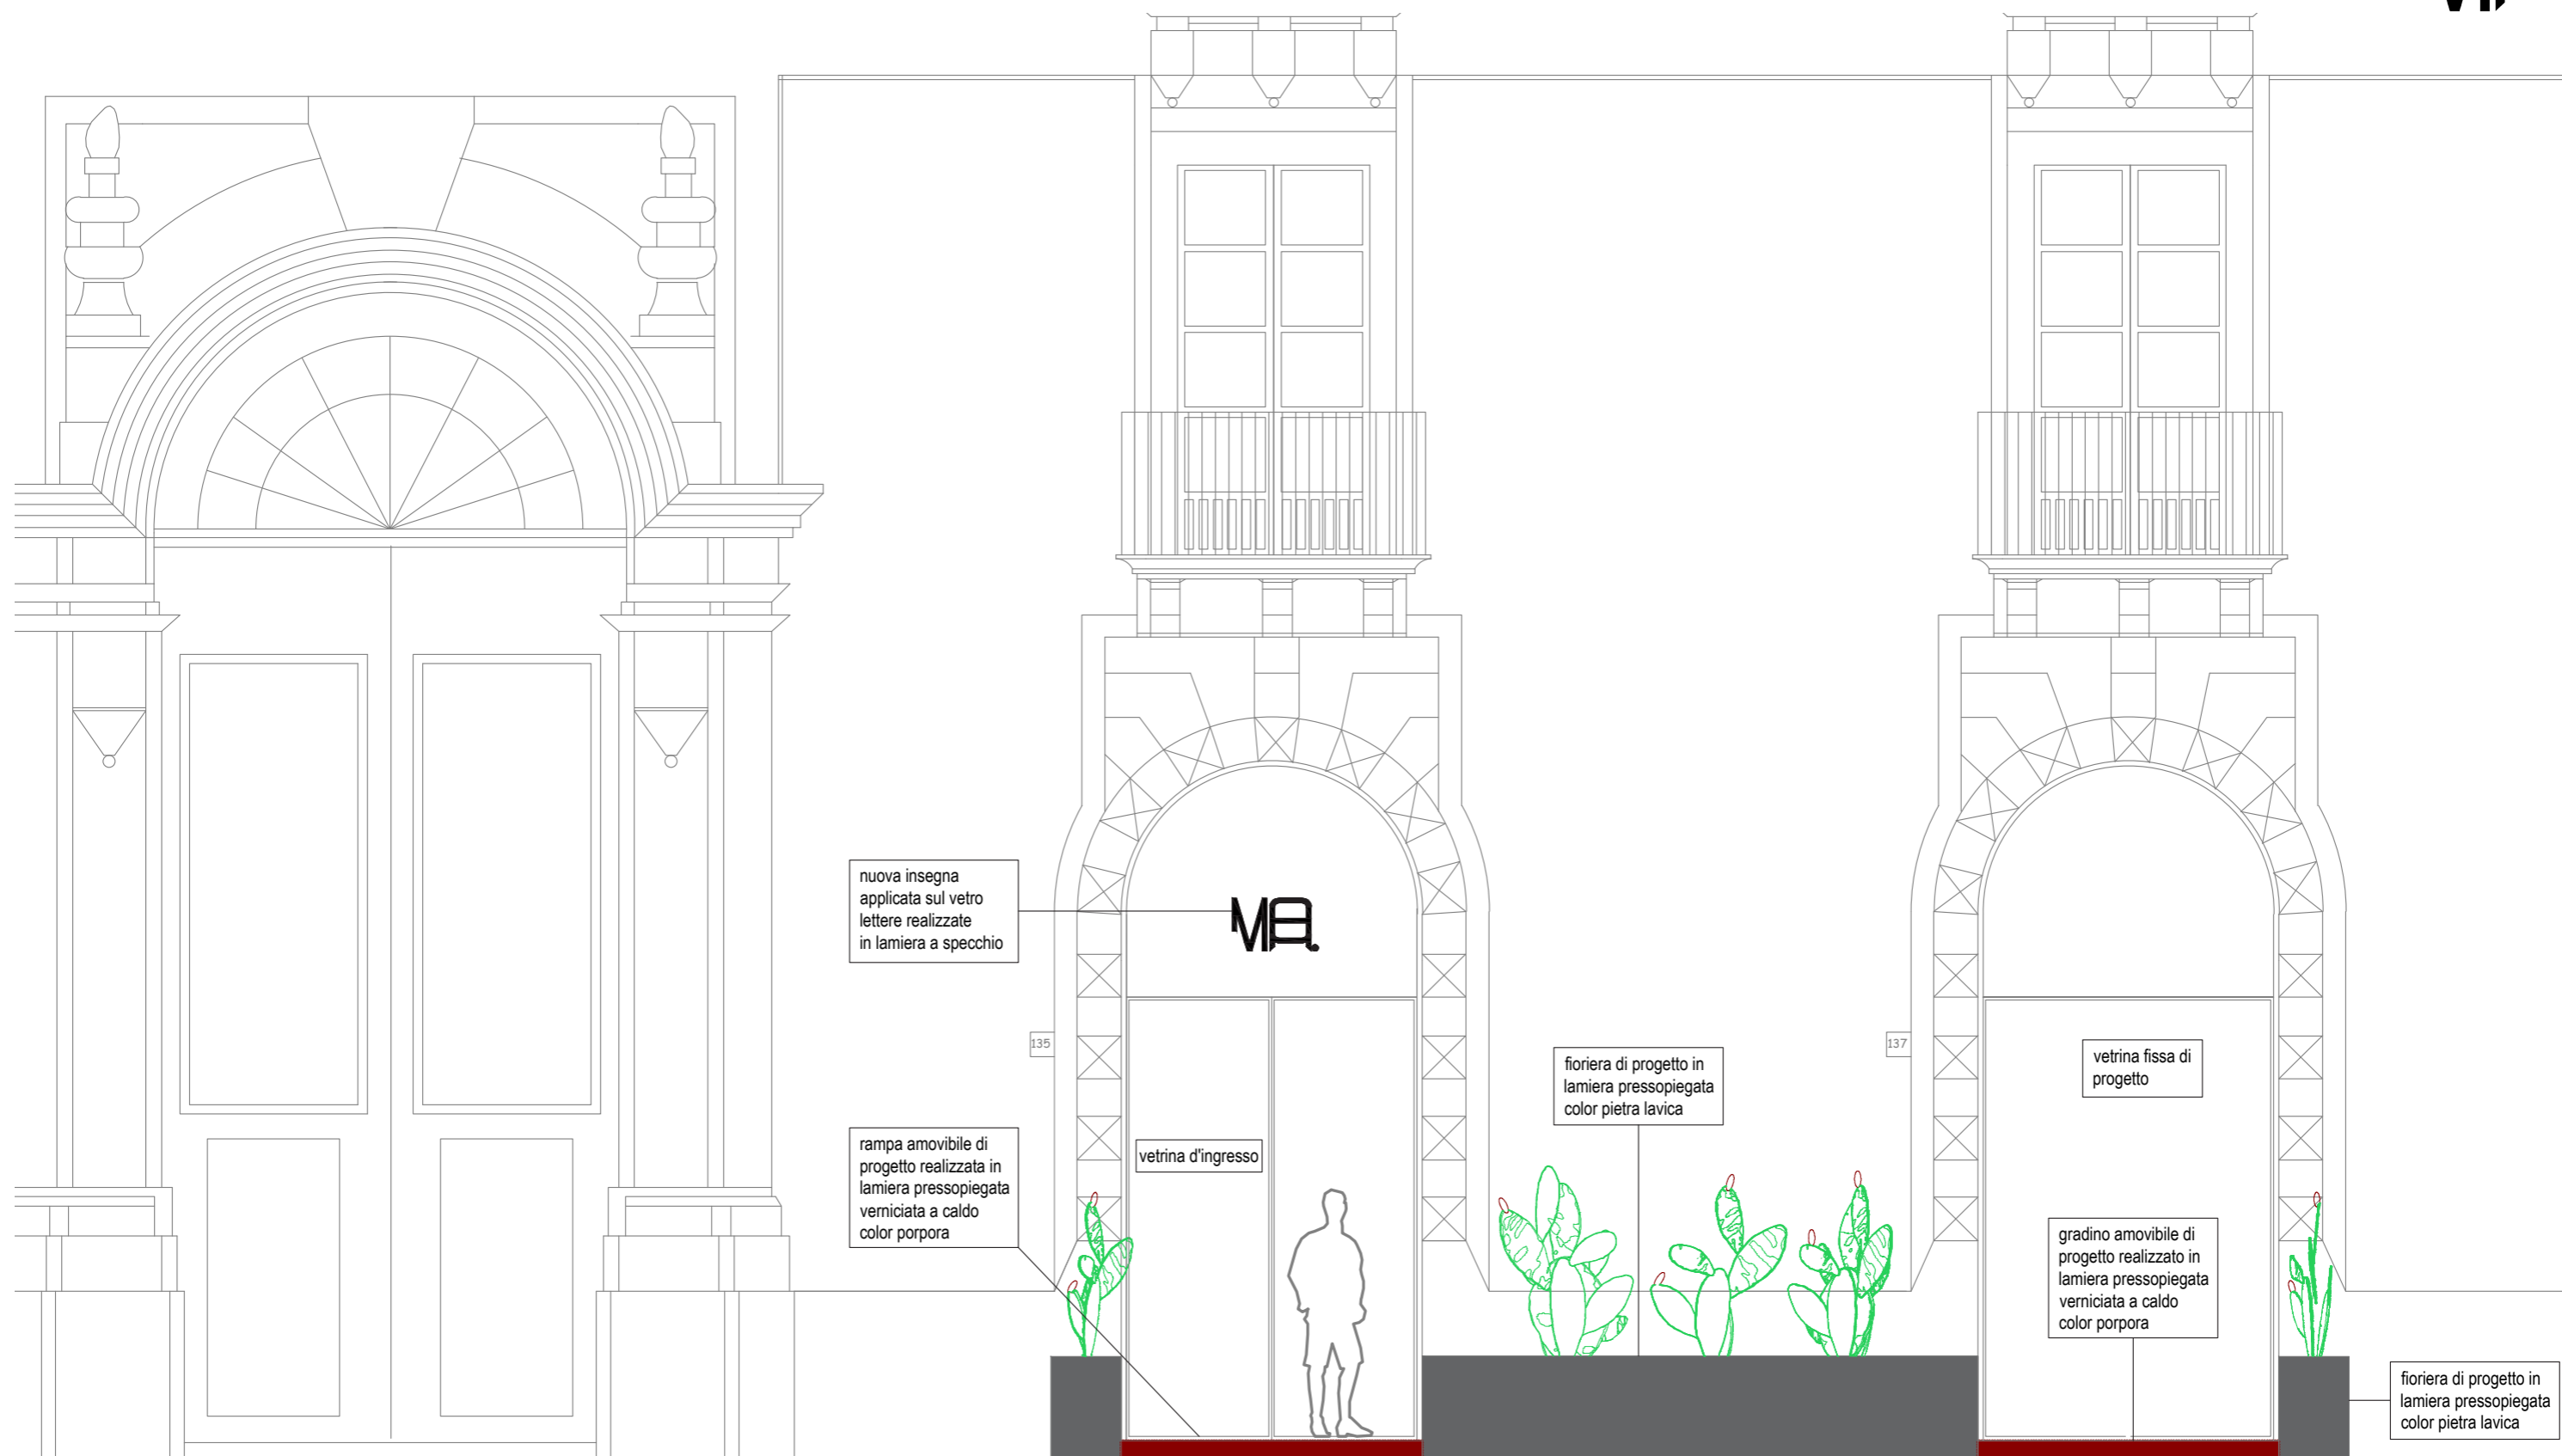 nuova insegna
applicata sul vetro
lettere realizzate
in lamiera a specchio
MA.
135
137
vetrina fissa di
progetto
fioriera di progetto in
lamiera pressopiegata
color pietra lavica
rampa amovibile di
progetto realizzata in
lamiera pressopiegata
verniciata a caldo
color porpora
vetrina d'ingresso
gradino amovibile di
progetto realizzato in
lamiera pressopiegata
verniciata a caldo
color porpora
fioriera di progetto in
lamiera pressopiegata
color pietra lavica